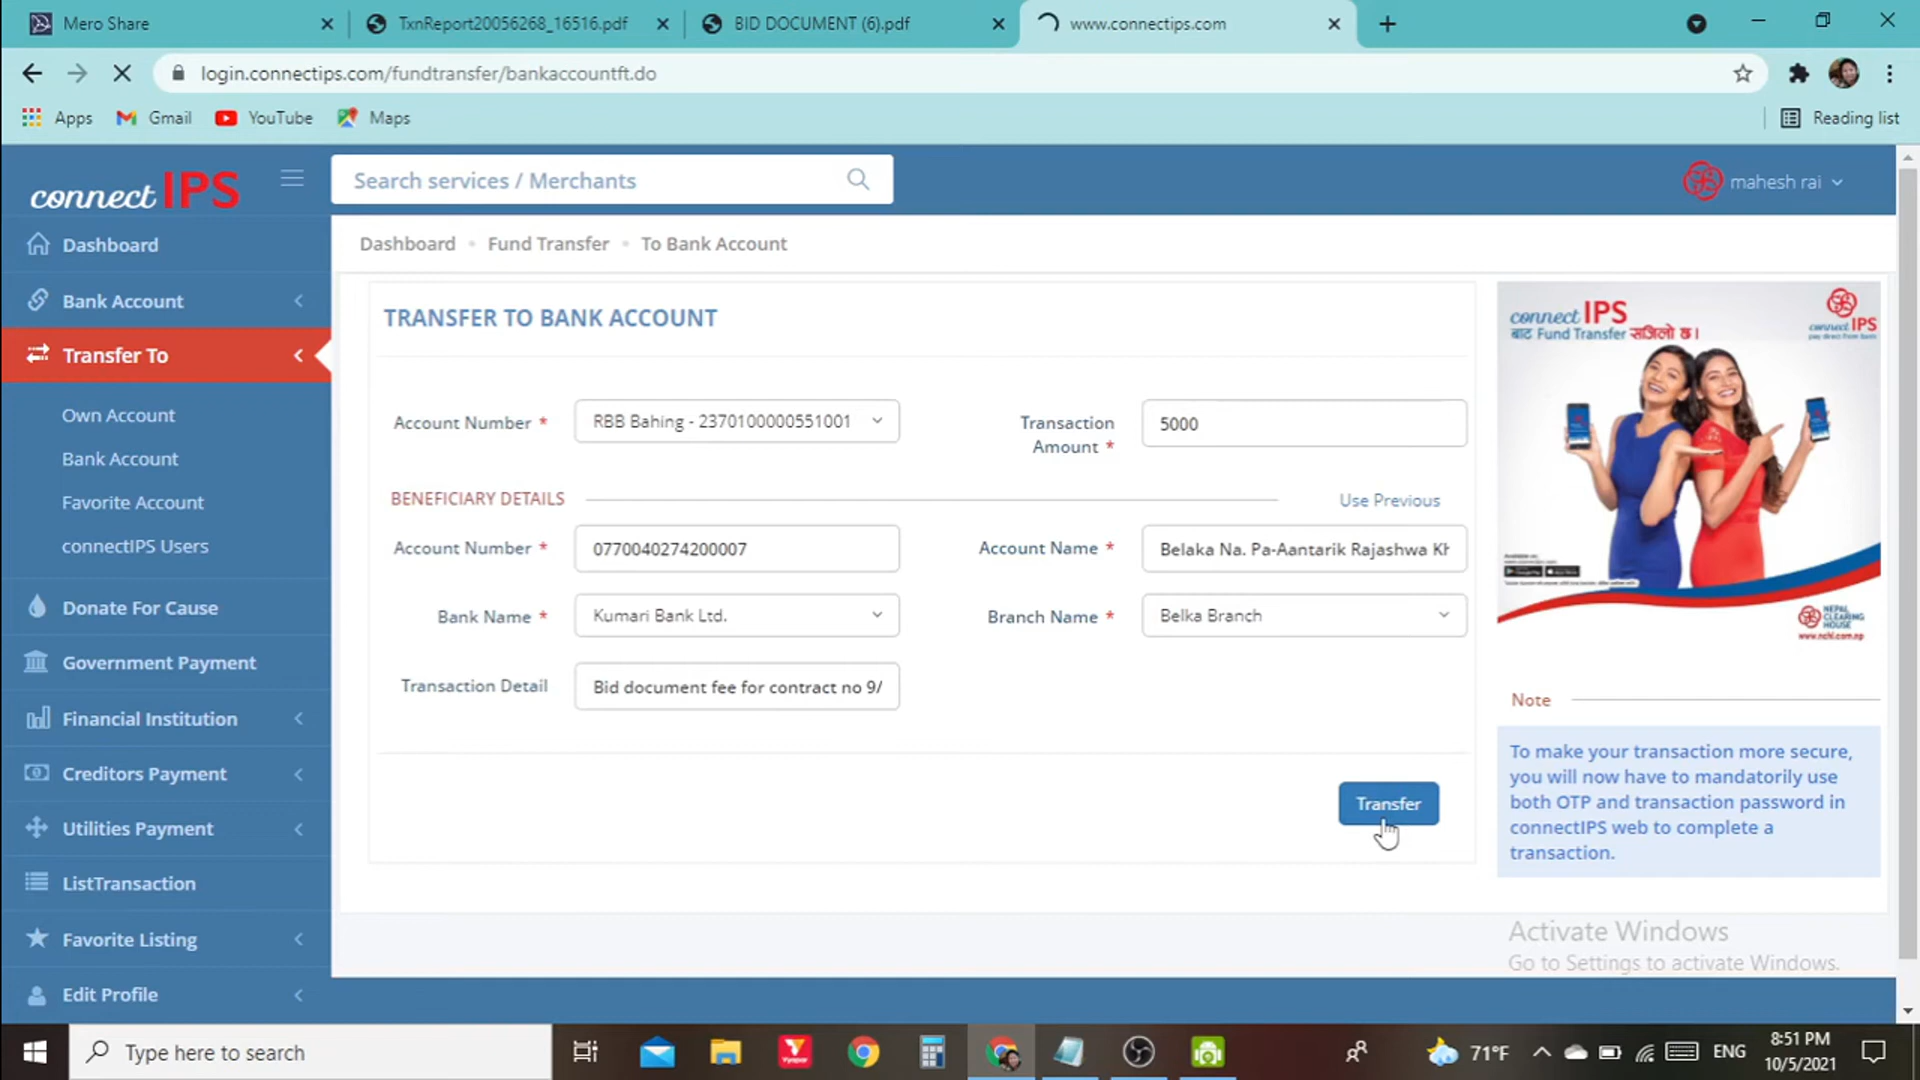 Mero Share
TxnReport20056268_16516.pdf
BID DOCUMENT (6).pdf
www.connectips.com
login.connectips.com/fundtransfer/bankaccountft.do
Apps
Gmail
YouTube
Maps
Reading list
connect IPS
Search services / Merchants
mahesh rai
Dashboard
Bank Account
Transfer To
Own Account
Bank Account
Favorite Account
connectIPS Users
Donate For Cause
Government Payment
Financial Institution
Creditors Payment
Utilities Payment
ListTransaction
Favorite Listing
Edit Profile
Dashboard • Fund Transfer • To Bank Account
TRANSFER TO BANK ACCOUNT
Account Number * RBB Bahing - 2370100000551001
Transaction Amount * 5000
BENEFICIARY DETAILS
Use Previous
Account Number * 0770040274200007
Account Name * Belaka Na. Pa-Aantarik Rajashwa Kh
Bank Name * Kumari Bank Ltd.
Branch Name * Belka Branch
Transaction Detail Bid document fee for contract no 9/
Transfer
connect IPS
बाट Fund Transfer सजिलो छ।
connect IPS
NEPAL
CLEARING
HOUSE
www.nchl.com.np
Note
To make your transaction more secure,
you will now have to mandatorily use
both OTP and transaction password in
connectIPS web to complete a
transaction.
Activate Windows
Go to Settings to activate Windows.
Type here to search
71°F
ENG
8:51 PM
10/5/2021